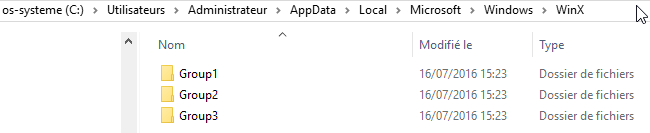 os-systeme (C:) > Utilisateurs > Administrateur > AppData > Local > Microsoft > Windows > WinX
Nom Modifié le Type
Group1 16/07/2016 15:23 Dossier de fichiers
Group2 16/07/2016 15:23 Dossier de fichiers
Group3 16/07/2016 15:23 Dossier de fichiers